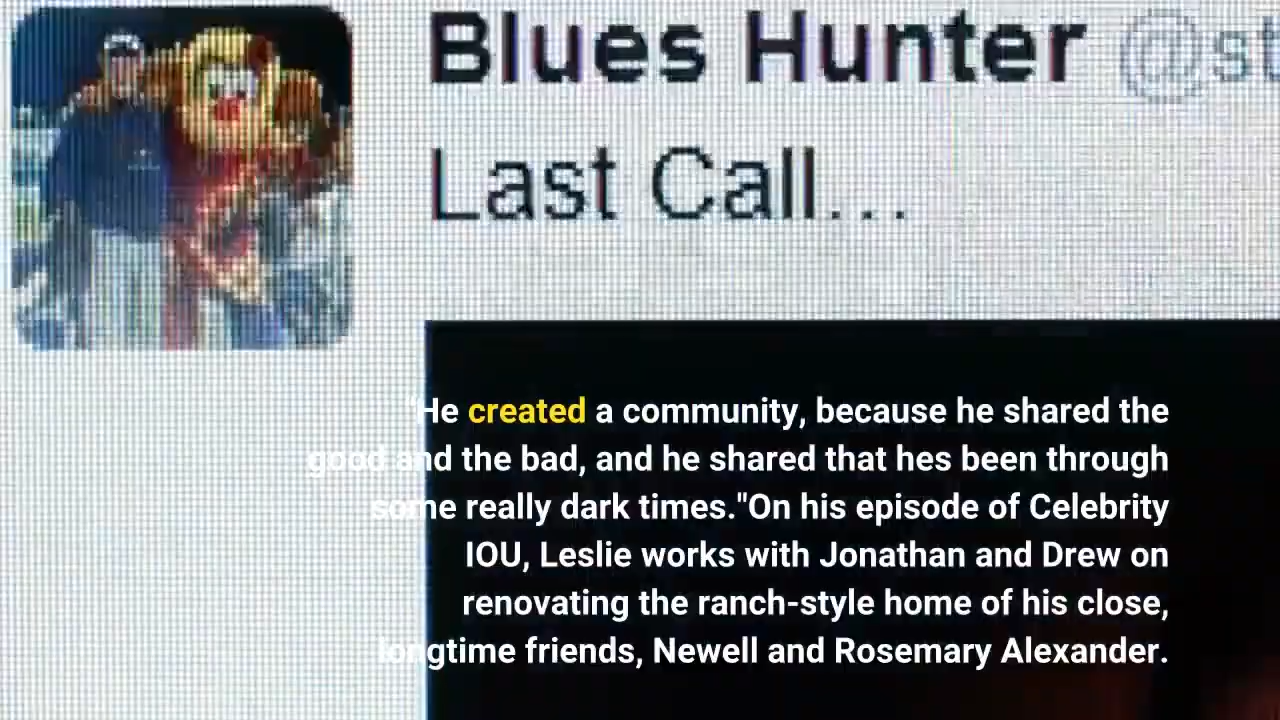 Blues Hunter @st
Last Call...
"He created a community, because he shared the
good and the bad, and he shared that hes been through
some really dark times."On his episode of Celebrity
IOU, Leslie works with Jonathan and Drew on
renovating the ranch-style home of his close,
longtime friends, Newell and Rosemary Alexander.